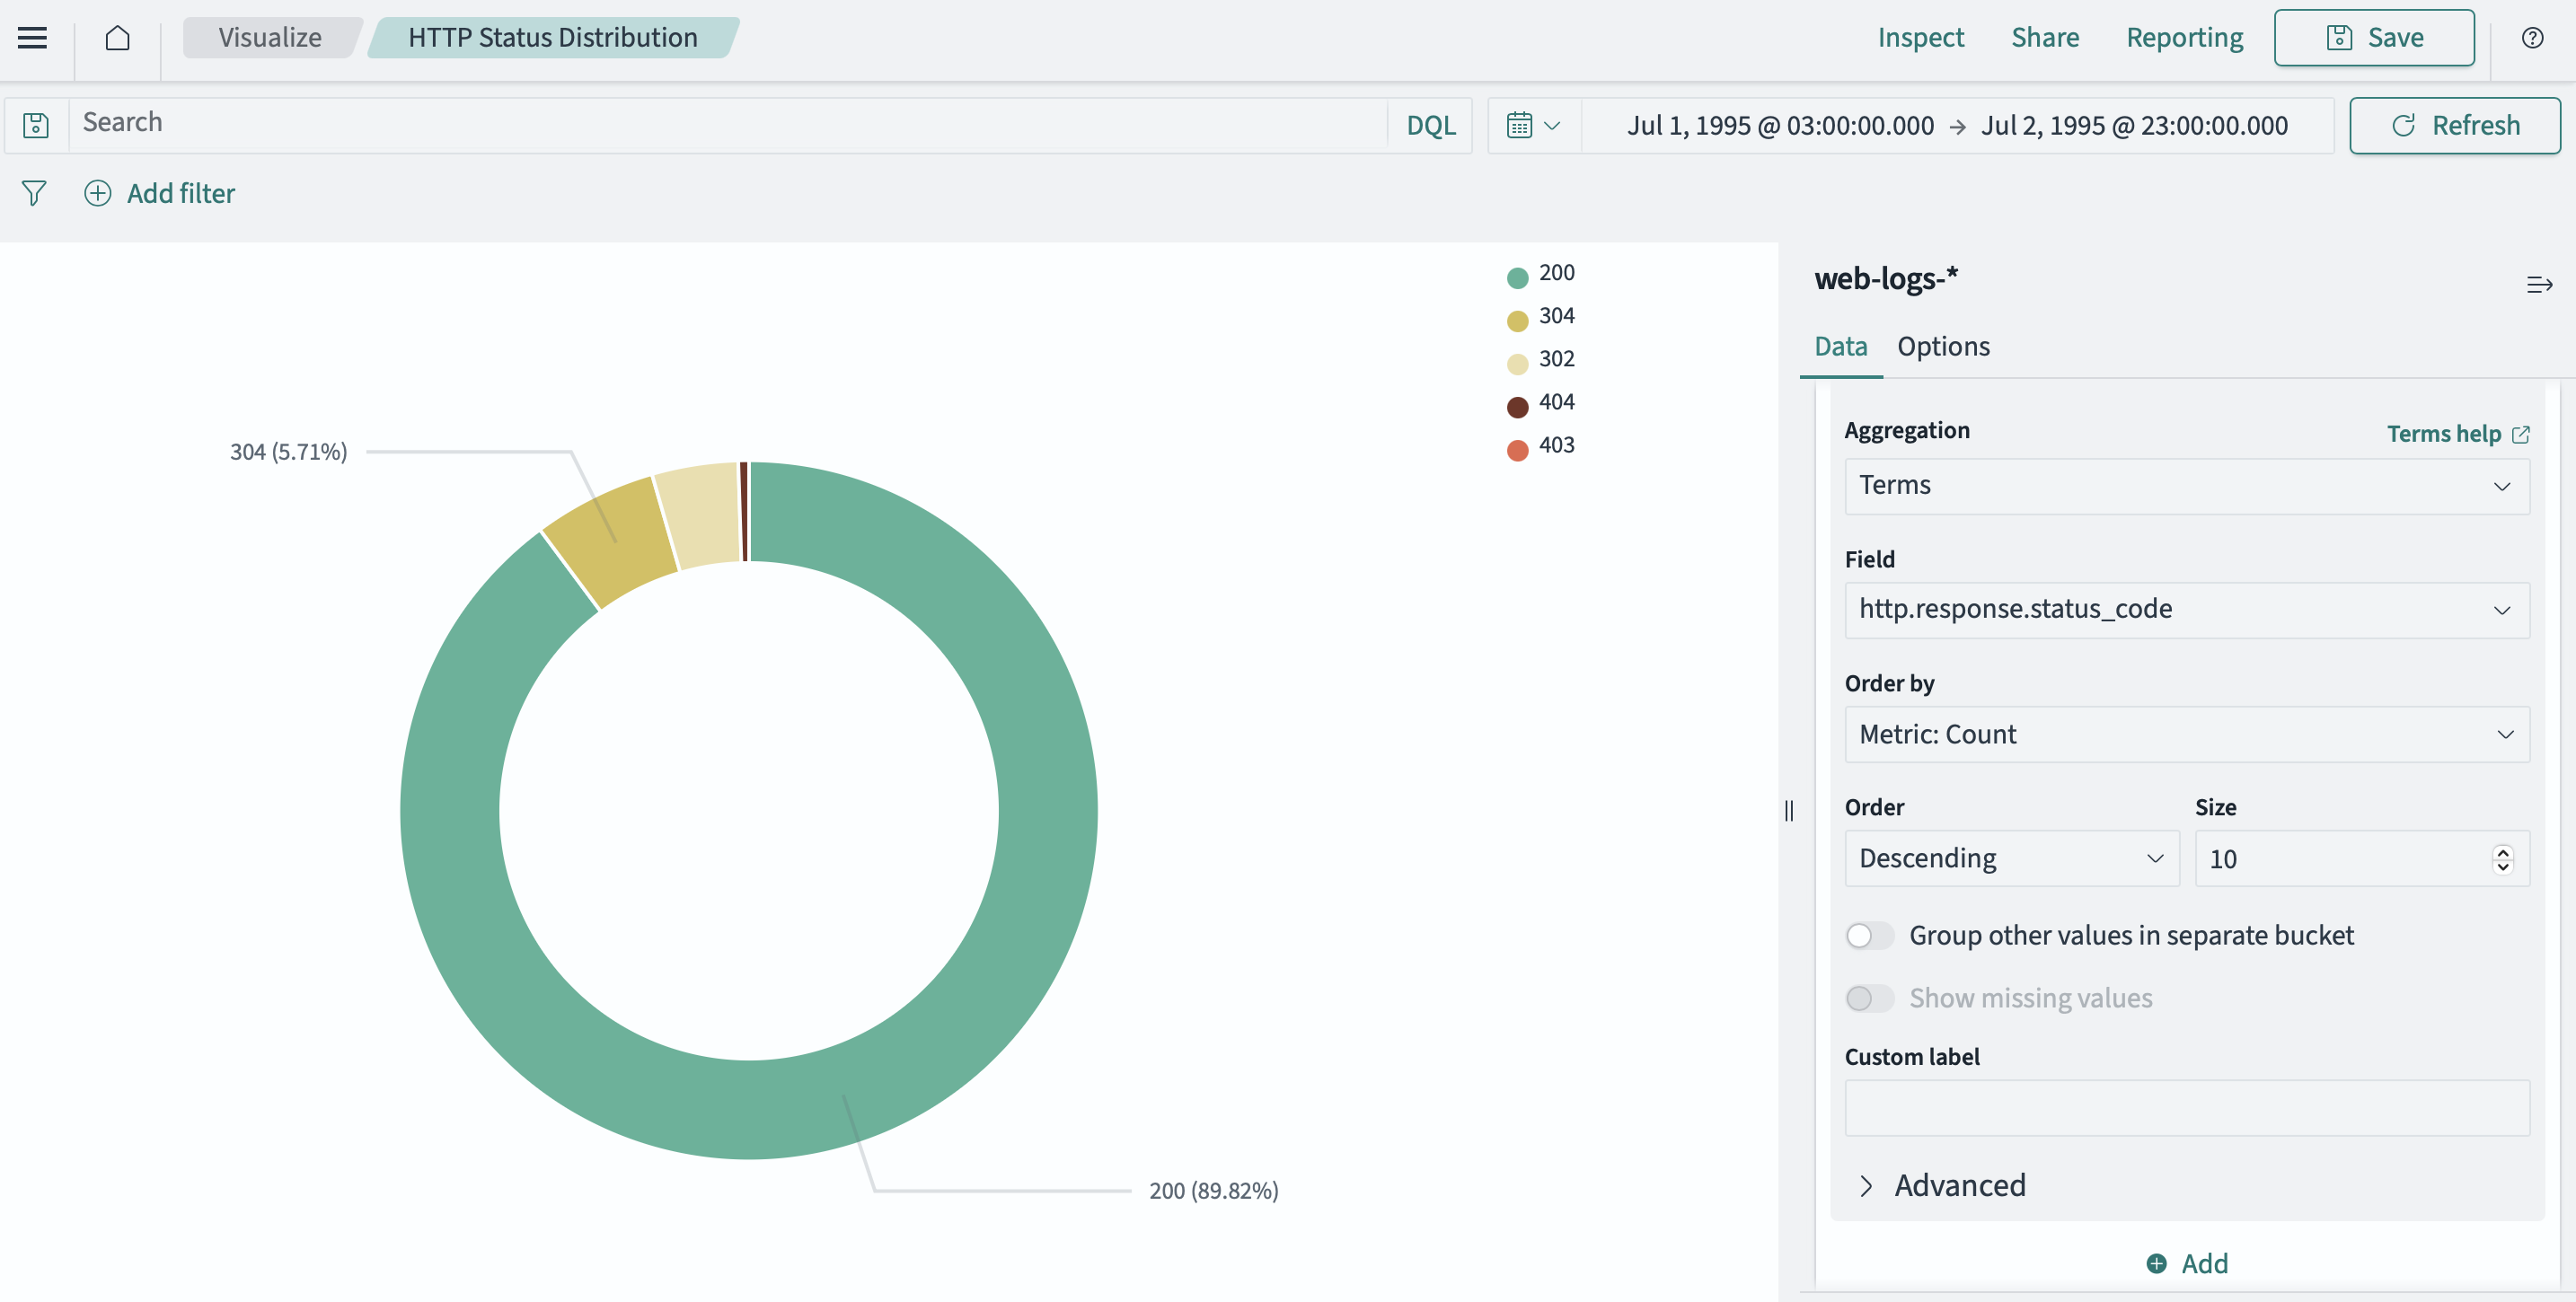 Visualize
HTTP Status Distribution
Inspect
Share
Reporting
Save
Search
DQL
Jul 1, 1995 @ 03:00:00.000 → Jul 2, 1995 @ 23:00:00.000
Refresh
Add filter
200
304
302
404
403
304 (5.71%)
200 (89.82%)
web-logs-*
Data
Options
Aggregation
Terms help
Terms
Field
http.response.status_code
Order by
Metric: Count
Order
Size
Descending
10
Group other values in separate bucket
Show missing values
Custom label
Advanced
Add